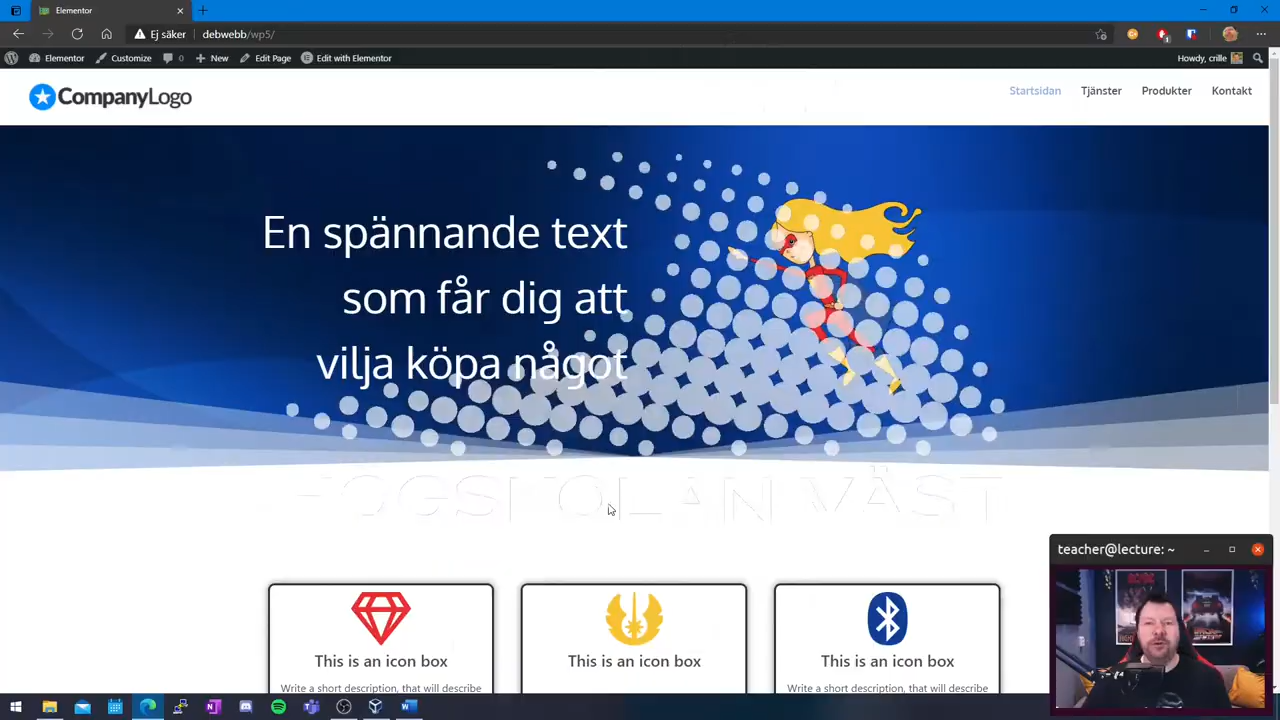 Elementor
Ej säker
debwebb/wp5/
Elementor
Customize
0
New
Edit Page
Edit with Elementor
Howdy, crille
CompanyLogo
Startsidan
Tjänster
Produkter
Kontakt
En spännande text
som får dig att
vilja köpa något
HÖGSKOLAN VÄST
teacher@lecture: ~
This is an icon box
This is an icon box
This is an icon box
Write a short description, that will describe
Write a short description, that will describe